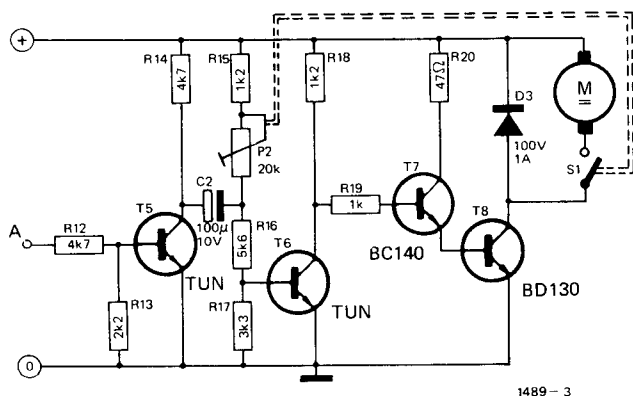 +
R14
4k7
R15
1k2
P2
20k
R18
1k2
R20
47Ω
D3
100V
1A
M
S1
C2
100µ
10V
R16
5k6
R19
1k
T7
BC140
T8
BD130
A
R12
4k7
T5
TUN
T6
TUN
R13
2k2
R17
3k3
0
1489-3